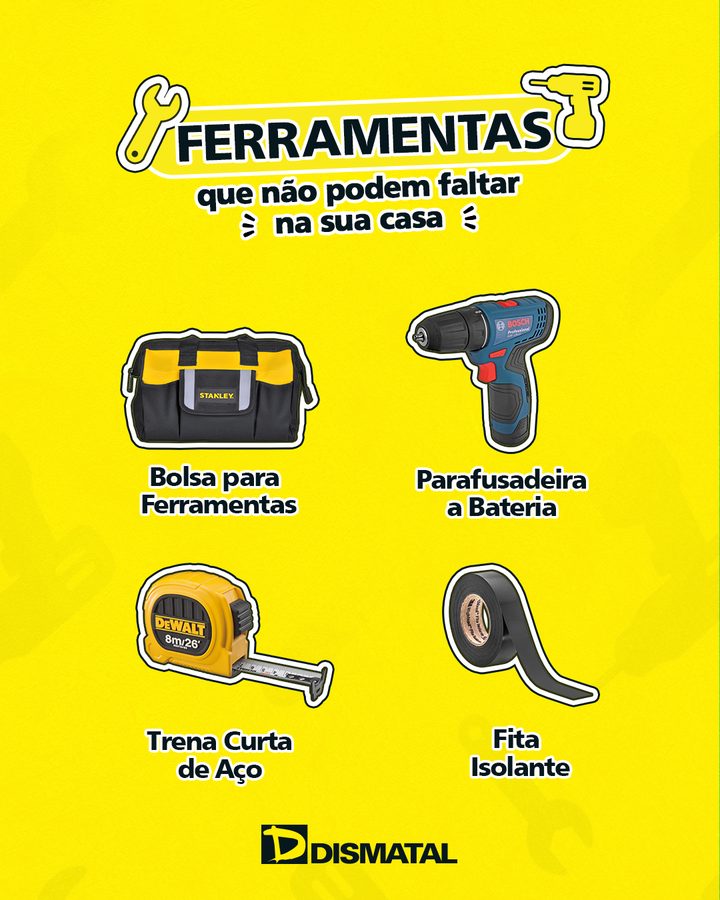 FERRAMENTAS
que não podem faltar
na sua casa
STANLEY
BOSCH
Professional
Bolsa para
Ferramentas
Parafusadeira
a Bateria
DEWALT
8m/26'
Trena Curta
de Aço
Fita
Isolante
DISMATAL